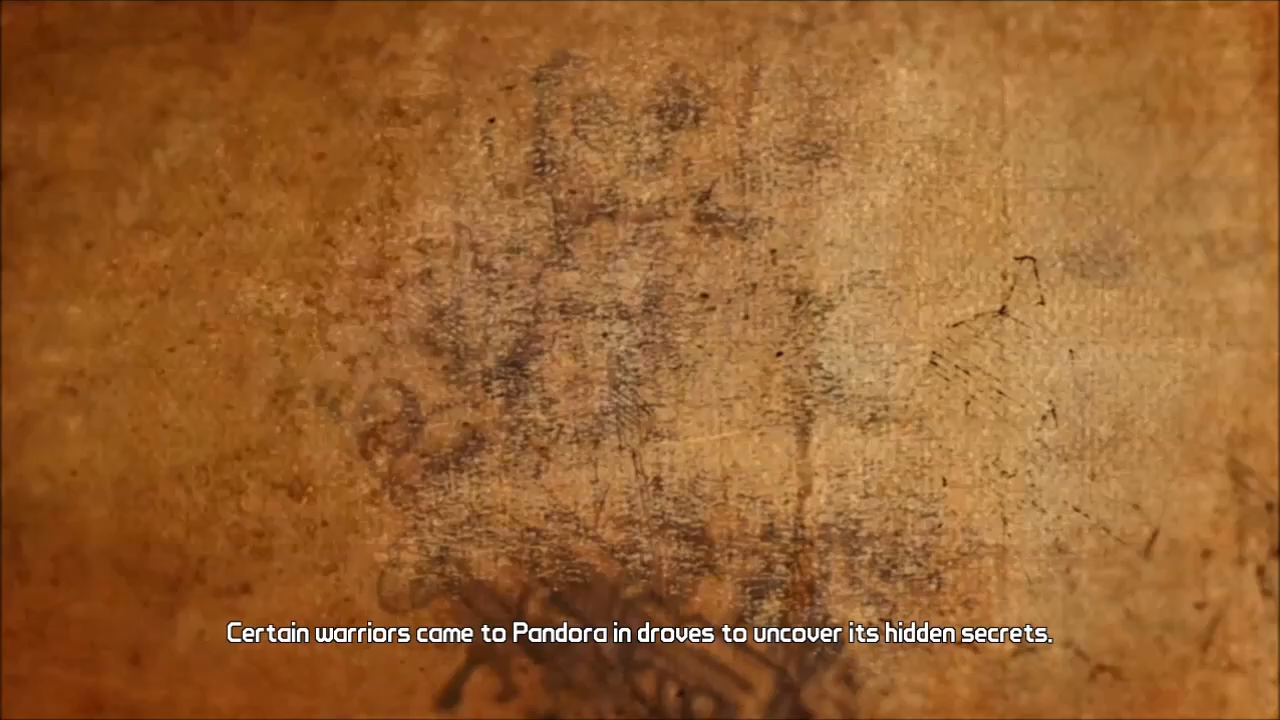 Certain warriors came to Pandora in droves to uncover its hidden secrets.